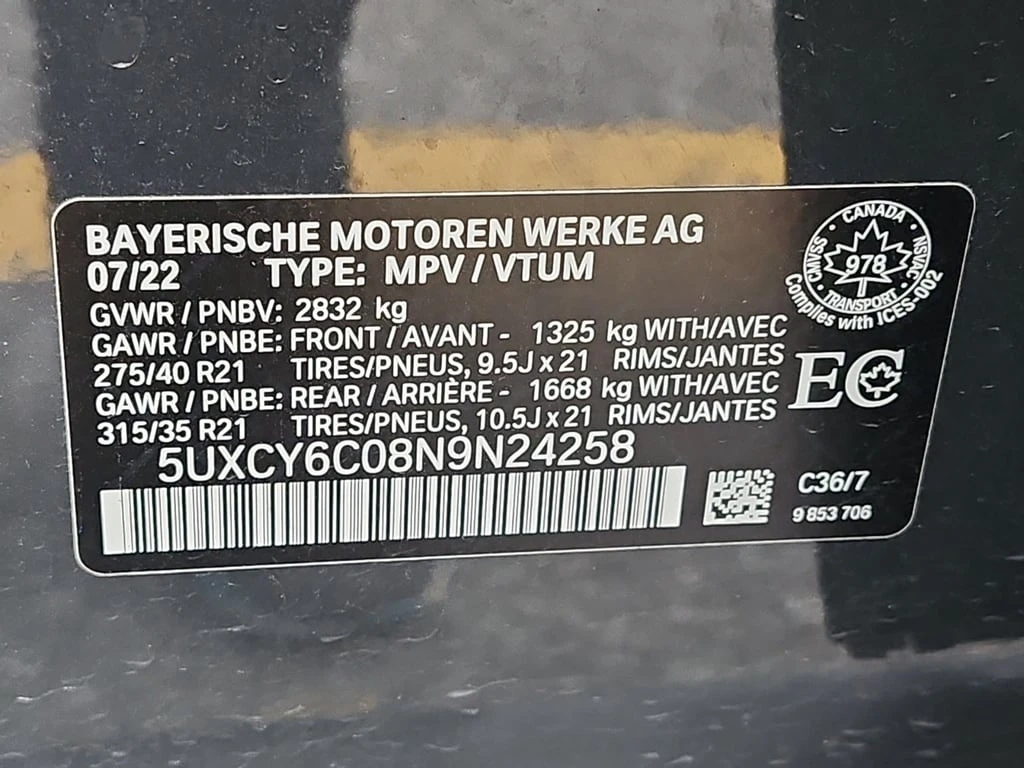 BAYERISCHE MOTOREN WERKE AG
07/22 TYPE: MPV / VTUM
GVWR / PNBV: 2832 kg
GAWR / PNBE: FRONT / AVANT - 1325 kg WITH/AVEC
275/40 R21 TIRES/PNEUS, 9.5J x 21 RIMS/JANTES
GAWR / PNBE: REAR / ARRIÈRE - 1668 kg WITH/AVEC
315/35 R21 TIRES/PNEUS, 10.5J x 21 RIMS/JANTES
5UXCY6C08N9N24258
CANADA
CMVSS
978
NSVAC
TRANSPORT
Complies with ICES-002
EC
C36/7
9 853 706